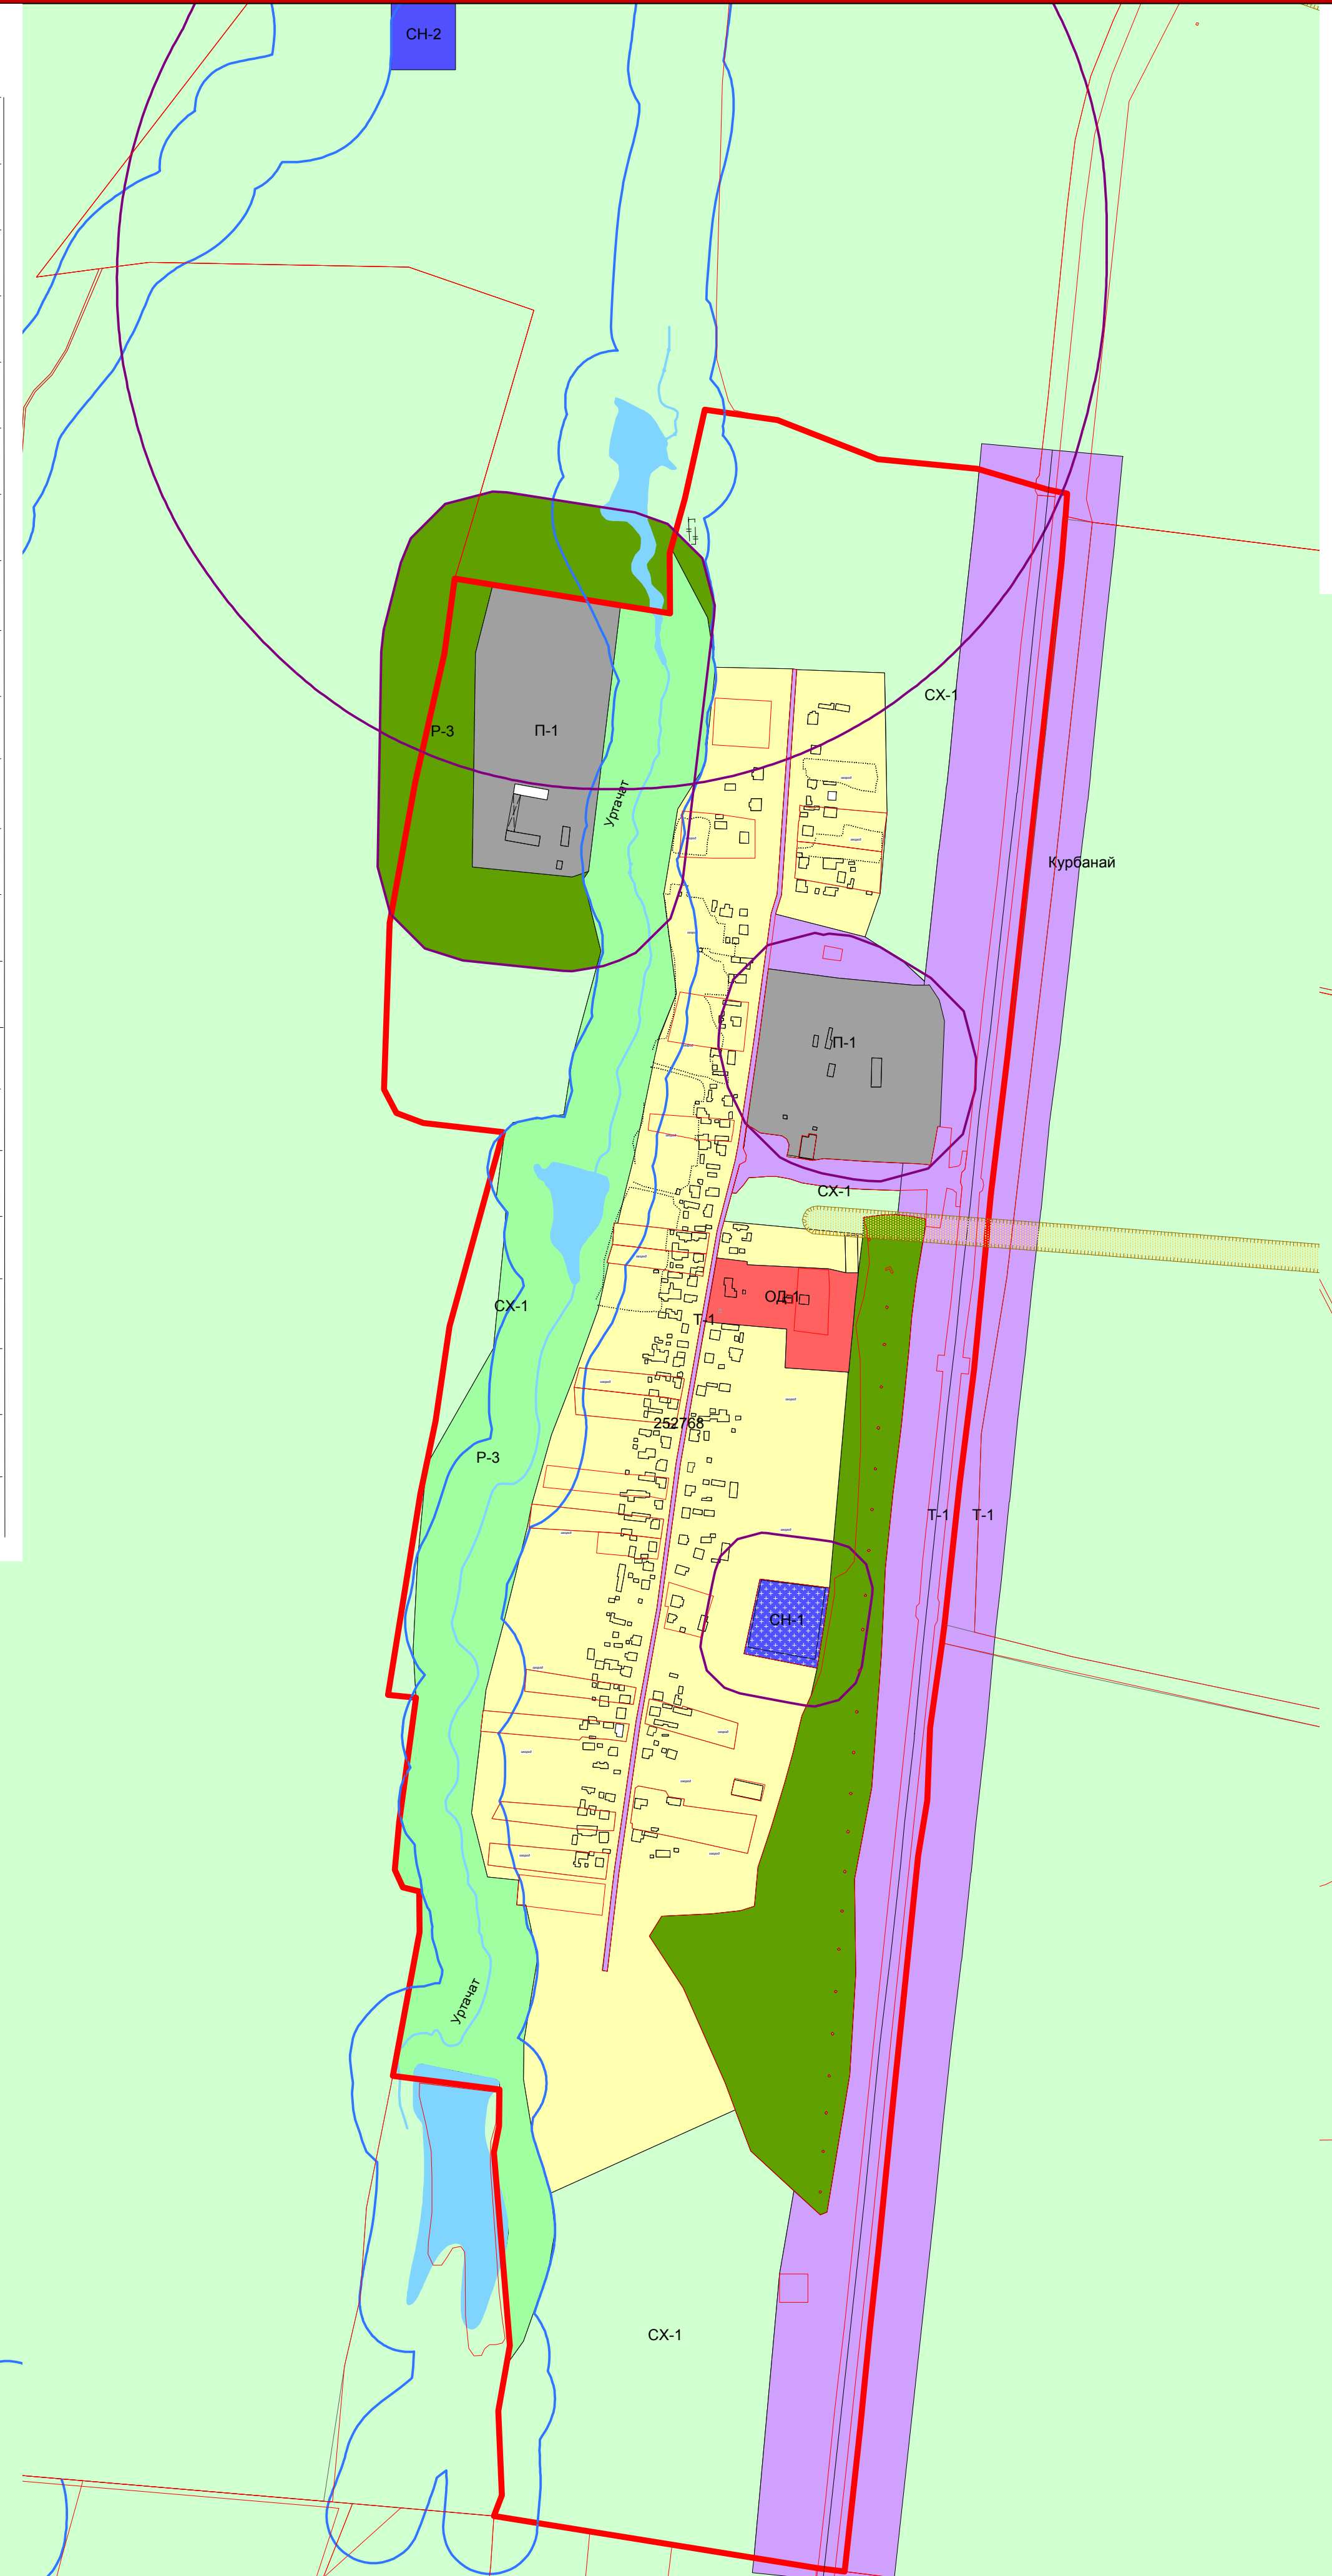 СН-2
СХ-1
Р-3
П-1
Уртачат
Курбанай
П-1
СХ-1
ОД-1
СХ-1
Т-1
252768
Р-3
Т-1
Т-1
СН-1
Уртачат
СХ-1